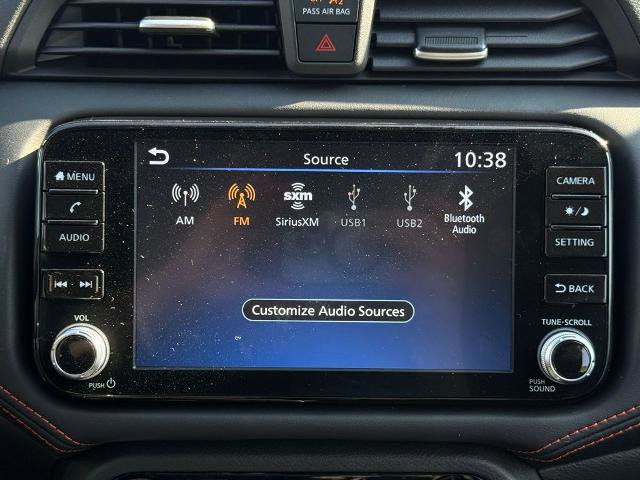 PASS AIR BAG
Source
10:38
MENU
AUDIO
VOL
PUSH
AM
FM
sxm
SiriusXM
USB1
USB2
Bluetooth
Audio
Customize Audio Sources
CAMERA
SETTING
BACK
TUNE-SCROLL
PUSH
SOUND